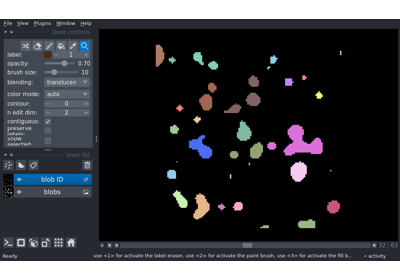 File View Plugins Window Help
layer controls
label: 1
opacity: 0.70
brush size: 10
blending: translucen
color mode: auto
contour: 0
n edit dim: 2
contiguous:
preserve
labels:
show
selected:
layer list
blob ID
blobs
32 63
Ready
use <1> for activate the label eraser, use <2> for activate the paint brush, use <3> for activate the fill b...
activity